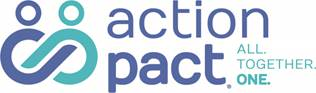 action
pact.
ALL.
TOGETHER.
ONE.